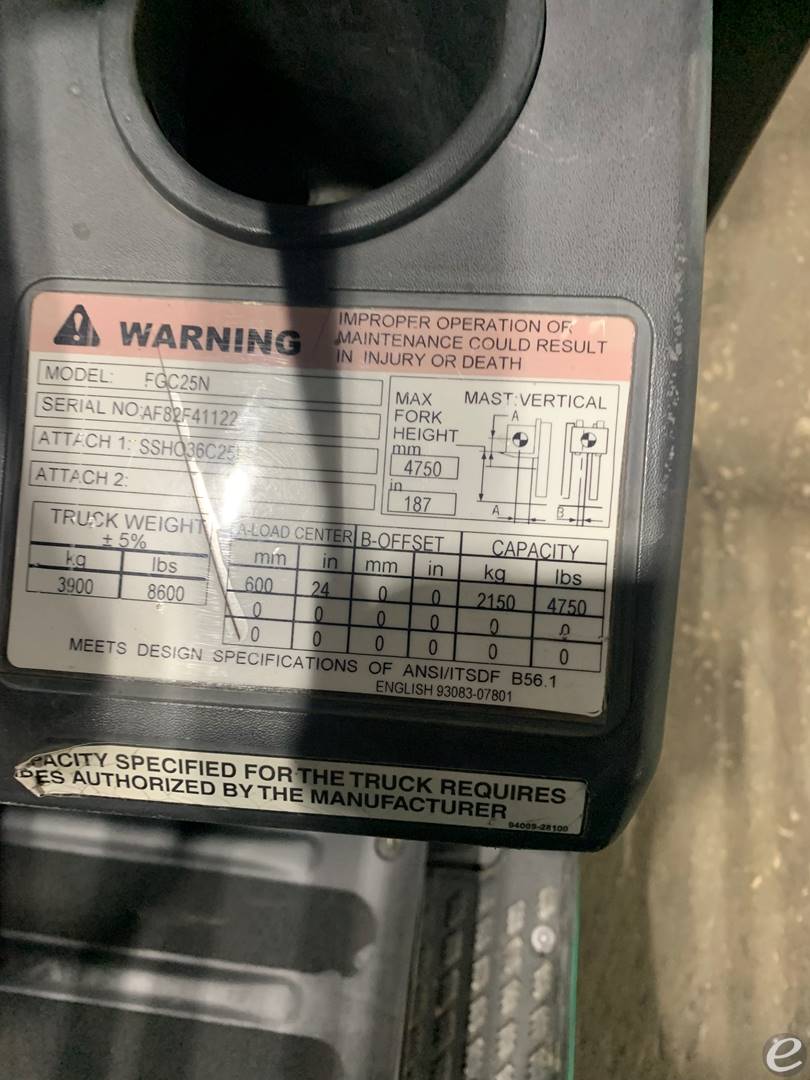 WARNING
IMPROPER OPERATION OR
MAINTENANCE COULD RESULT
IN INJURY OR DEATH
MODEL: FGC25N
SERIAL NO: AF82F41122
ATTACH 1: SSHO36C25
ATTACH 2:
MAX
FORK
HEIGHT
mm
4750
in
187
MAST: VERTICAL
A
A
B
TRUCK WEIGHT
± 5%
kg lbs
3900 8600
A-LOAD CENTER B-OFFSET CAPACITY
mm in mm in kg lbs
600 24 0 0 2150 4750
0 0 0 0 0 0
0 0 0 0 0 0
MEETS DESIGN SPECIFICATIONS OF ANSI/ITSDF B56.1
ENGLISH 93083-07801
PACITY SPECIFIED FOR THE TRUCK REQUIRES
PES AUTHORIZED BY THE MANUFACTURER
94009-28100
e